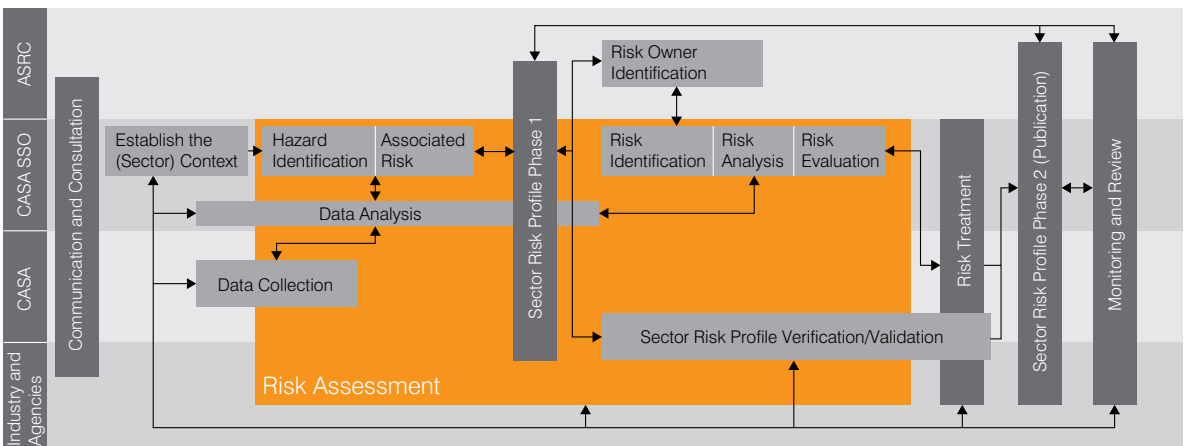 ASRC
CASA SSO
CASA
Industry and
Agencies
Communication and Consultation
Establish the
(Sector) Context
Hazard
Identification
Associated
Risk
Data Analysis
Data Collection
Risk Assessment
Sector Risk Profile Phase 1
Risk Owner
Identification
Risk
Identification
Risk
Analysis
Risk
Evaluation
Sector Risk Profile Verification/Validation
Risk Treatment
Sector Risk Profile Phase 2 (Publication)
Monitoring and Review